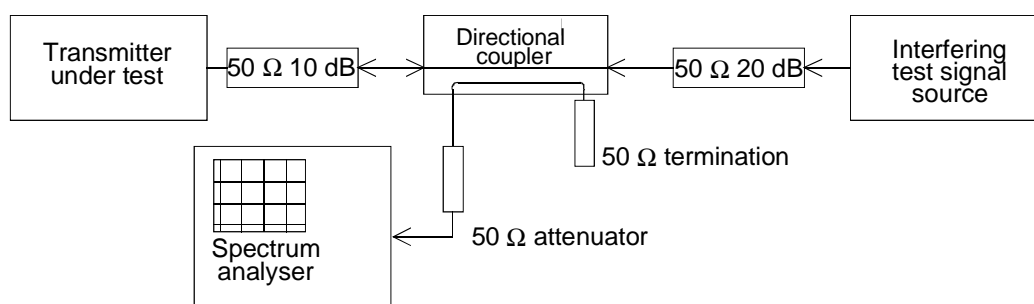 Transmitter
under test
50 Ω 10 dB
Directional
coupler
50 Ω 20 dB
Interfering
test signal
source
50 Ω termination
50 Ω attenuator
Spectrum
analyser